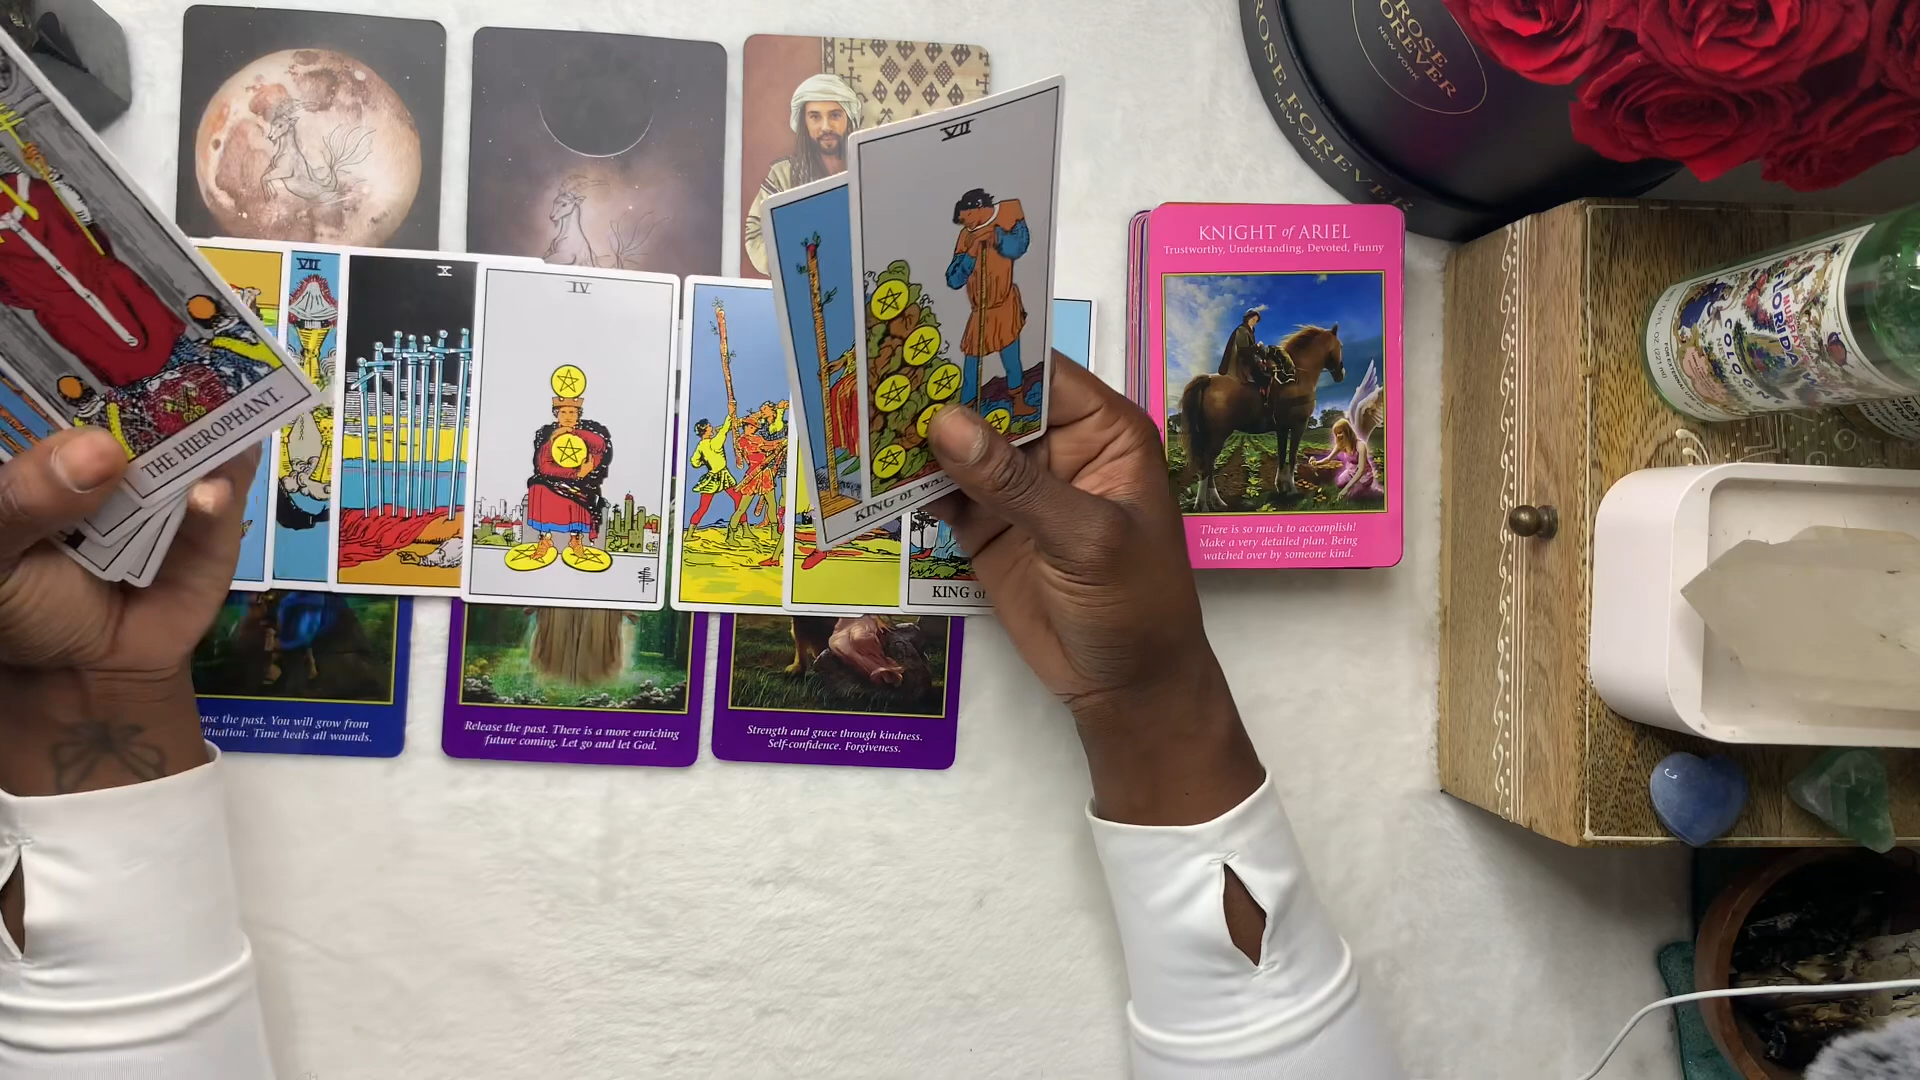 ROSE
FOREVER
NEW YORK
ROSE FOREVER
NEW YORK
VII
KNIGHT of ARIEL
Trustworthy, Understanding, Devoted, Funny
There is so much to accomplish!
Make a very detailed plan. Being
watched over by someone kind.
VII
X
IV
THE HIEROPHANT.
KING of WA
KING of
MURRAY
FLORIDA
COLOGNE
ase the past. You will grow from
ituation. Time heals all wounds.
Release the past. There is a more enriching
future coming. Let go and let God.
Strength and grace through kindness.
Self-confidence. Forgiveness.